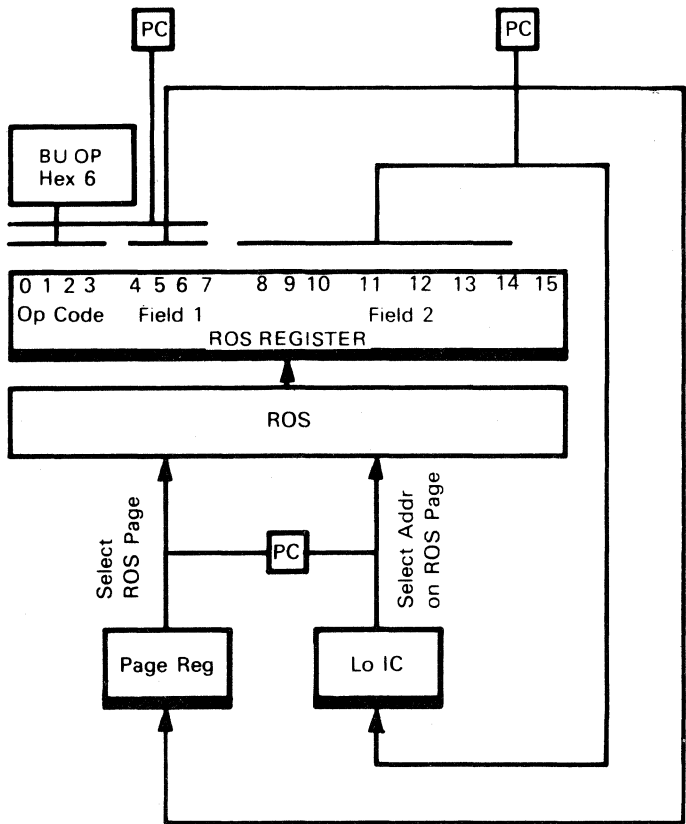 PC
PC
BU OP
Hex 6
0 1 2 3 4 5 6 7 8 9 10 11 12 13 14 15
Op Code Field 1 Field 2
ROS REGISTER
ROS
Select
ROS Page
PC
Select Addr
on ROS Page
Page Reg
Lo IC